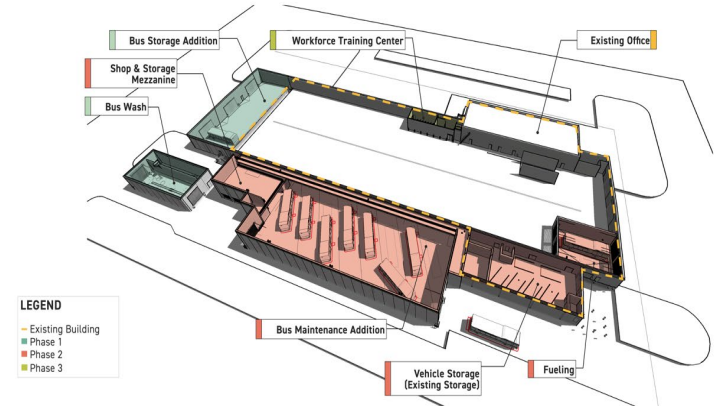 Bus Storage Addition
Workforce Training Center
Existing Office
Shop & Storage
Mezzanine
Bus Wash
LEGEND
Existing Building
Phase 1
Phase 2
Phase 3
Bus Maintenance Addition
Vehicle Storage
(Existing Storage)
Fueling